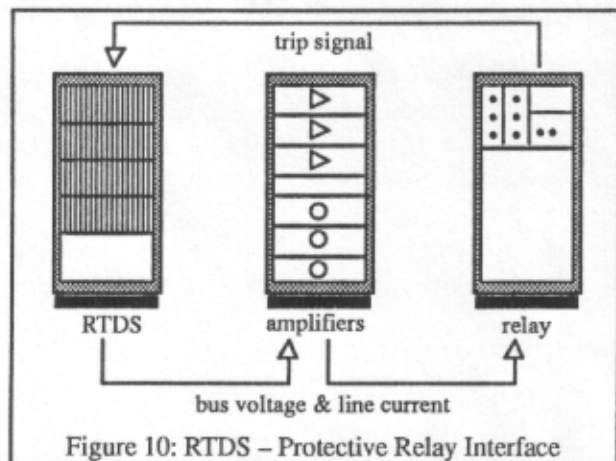 trip signal
RTDS amplifiers relay
bus voltage & line current
Figure 10: RTDS – Protective Relay Interface